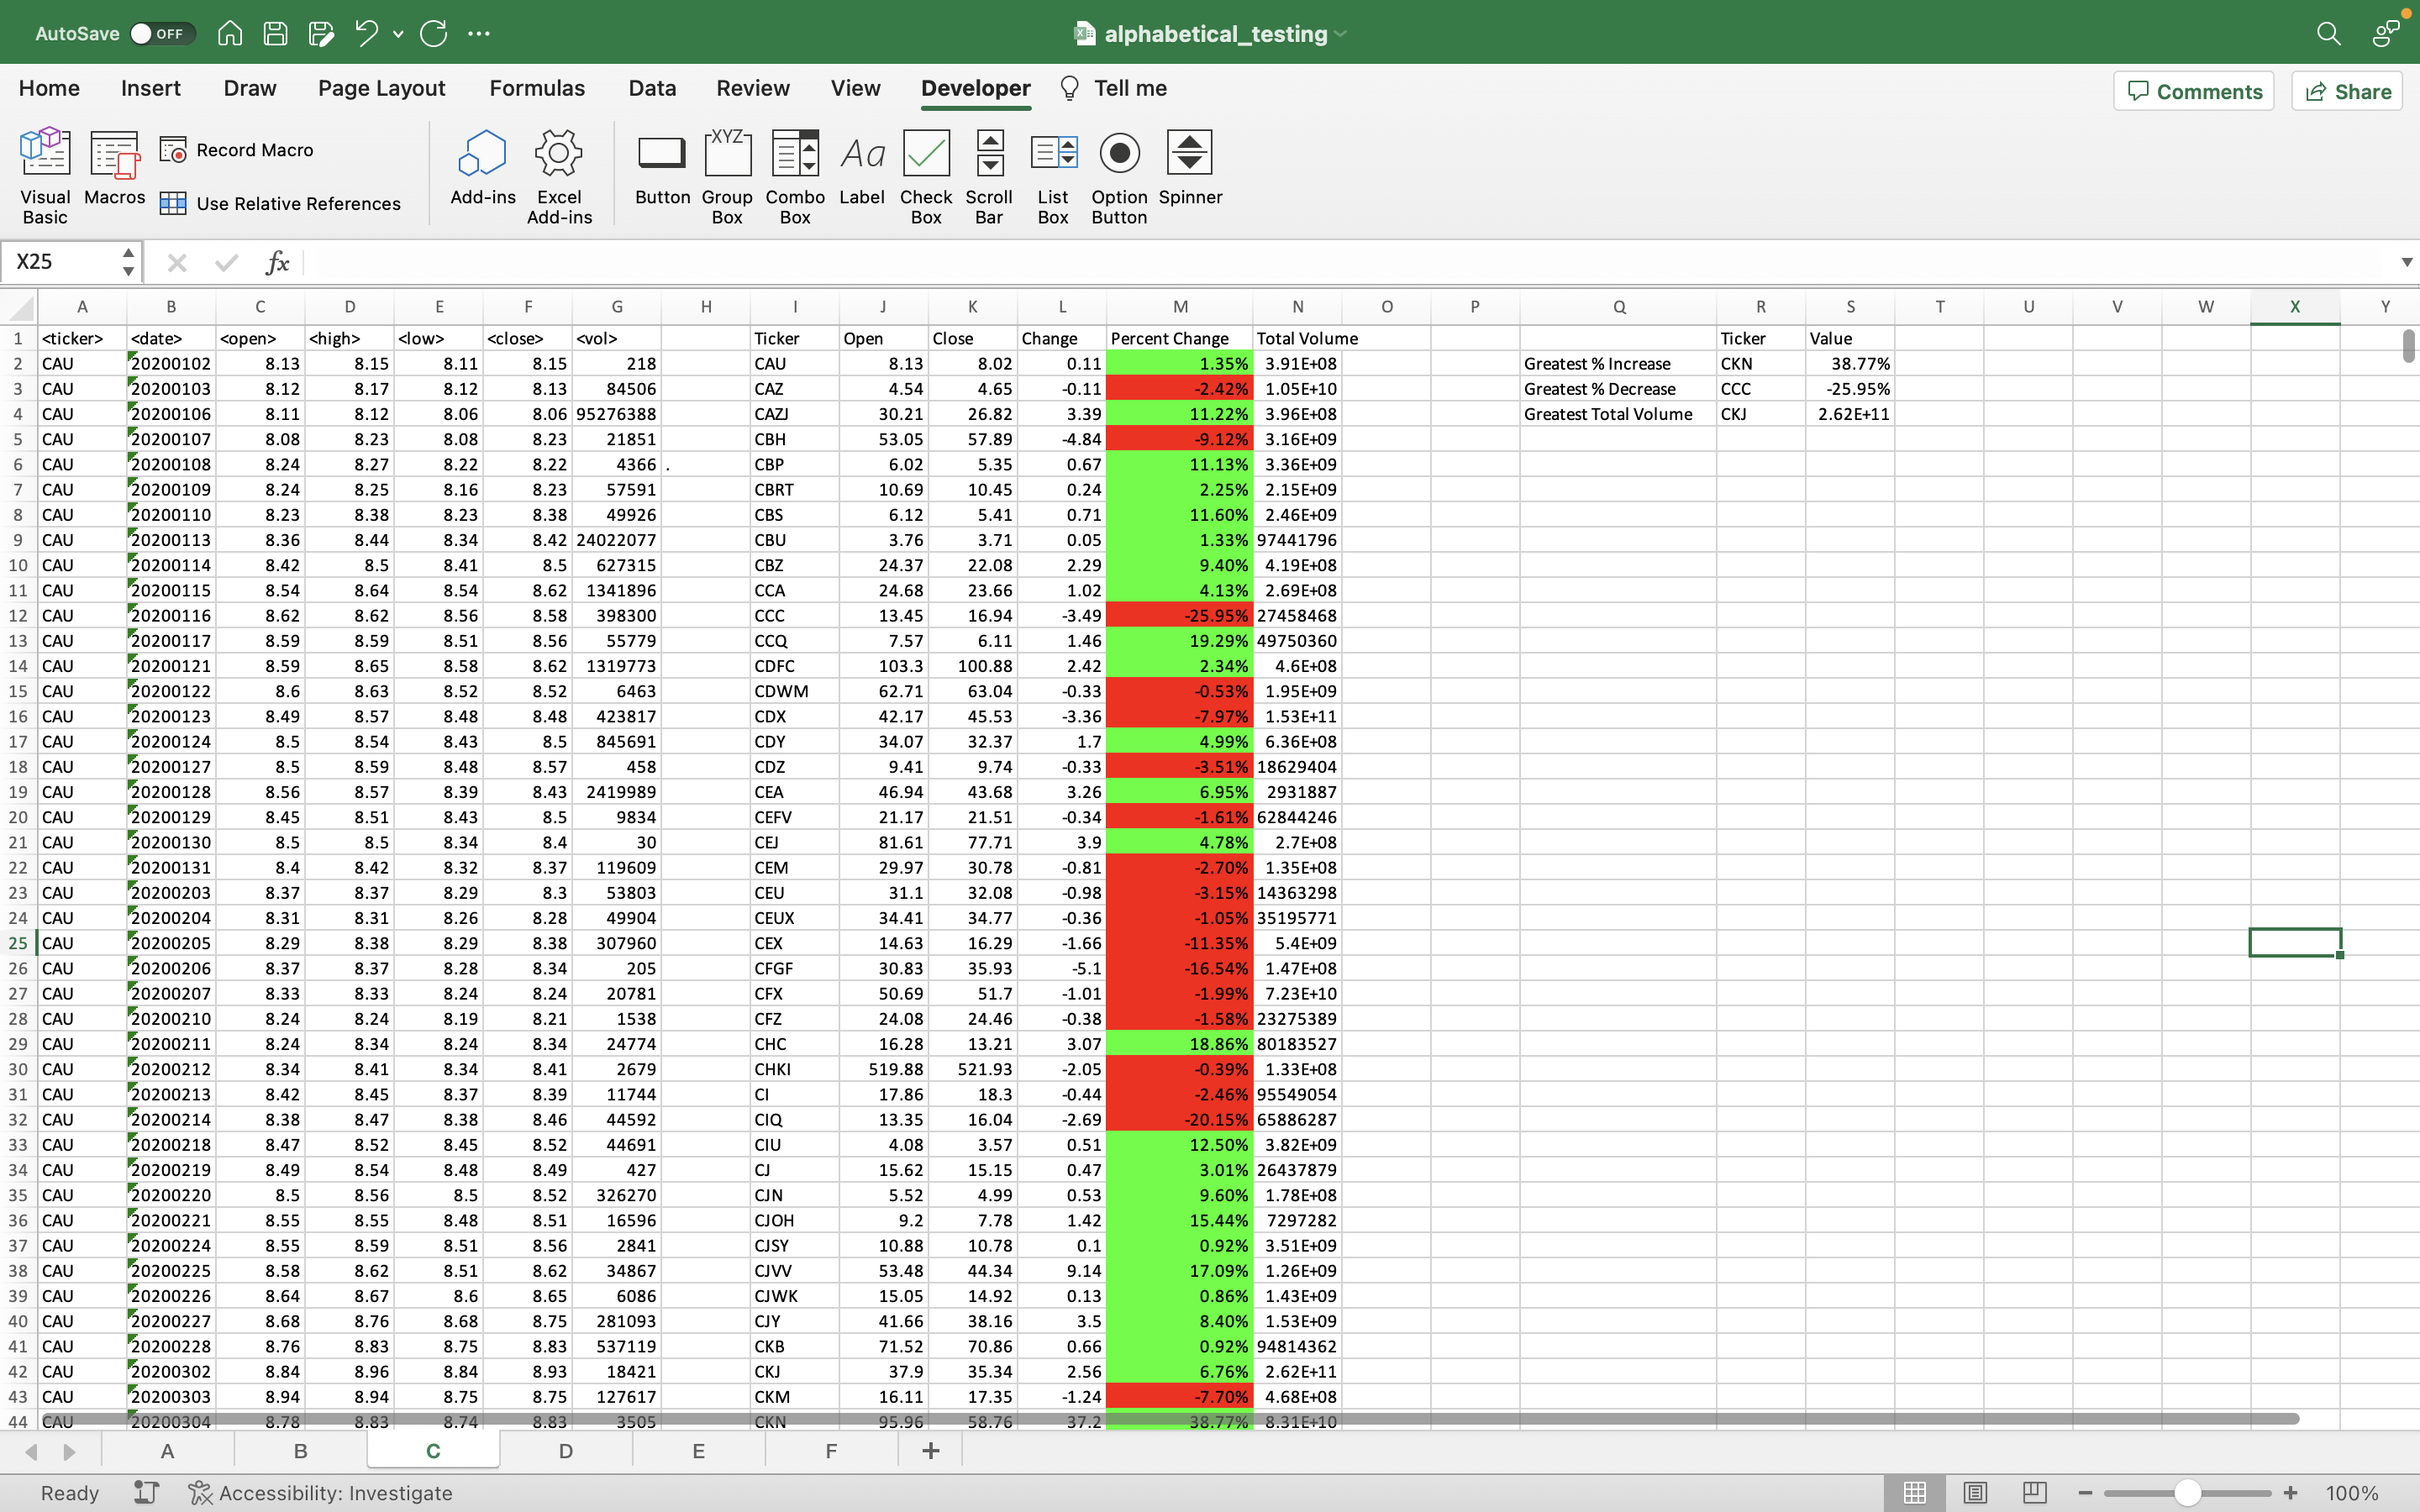 AutoSave OFF alphabetical_testing
Home Insert Draw Page Layout Formulas Data Review View Developer Tell me Comments Share
Visual Basic Macros Record Macro Use Relative References Add-ins Excel Add-ins Button Group Box Combo Box Label Check Box Scroll Bar List Box Option Button Spinner
X25 fx
A B C D E F G H I J K L M N O P Q R S T U V W X Y
1 <ticker> <date> <open> <high> <low> <close> <vol> Ticker Open Close Change Percent Change Total Volume Ticker Value
2 CAU 20200102 8.13 8.15 8.11 8.15 218 CAU 8.13 8.02 0.11 1.35% 3.91E+08 Greatest % Increase CKN 38.77%
3 CAU 20200103 8.12 8.17 8.12 8.13 84506 CAZ 4.54 4.65 -0.11 -2.42% 1.05E+10 Greatest % Decrease CCC -25.95%
4 CAU 20200106 8.11 8.12 8.06 8.06 95276388 CAZJ 30.21 26.82 3.39 11.22% 3.96E+08 Greatest Total Volume CKJ 2.62E+11
5 CAU 20200107 8.08 8.23 8.08 8.23 21851 CBH 53.05 57.89 -4.84 -9.12% 3.16E+09
6 CAU 20200108 8.24 8.27 8.22 8.22 4366 . CBP 6.02 5.35 0.67 11.13% 3.36E+09
7 CAU 20200109 8.24 8.25 8.16 8.23 57591 CBRT 10.69 10.45 0.24 2.25% 2.15E+09
8 CAU 20200110 8.23 8.38 8.23 8.38 49926 CBS 6.12 5.41 0.71 11.60% 2.46E+09
9 CAU 20200113 8.36 8.44 8.34 8.42 24022077 CBU 3.76 3.71 0.05 1.33% 97441796
10 CAU 20200114 8.42 8.5 8.41 8.5 627315 CBZ 24.37 22.08 2.29 9.40% 4.19E+08
11 CAU 20200115 8.54 8.64 8.54 8.62 1341896 CCA 24.68 23.66 1.02 4.13% 2.69E+08
12 CAU 20200116 8.62 8.62 8.56 8.58 398300 CCC 13.45 16.94 -3.49 -25.95% 27458468
13 CAU 20200117 8.59 8.59 8.51 8.56 55779 CCQ 7.57 6.11 1.46 19.29% 49750360
14 CAU 20200121 8.59 8.65 8.58 8.62 1319773 CDFC 103.3 100.88 2.42 2.34% 4.6E+08
15 CAU 20200122 8.6 8.63 8.52 8.52 6463 CDWM 62.71 63.04 -0.33 -0.53% 1.95E+09
16 CAU 20200123 8.49 8.57 8.48 8.48 423817 CDX 42.17 45.53 -3.36 -7.97% 1.53E+11
17 CAU 20200124 8.5 8.54 8.43 8.5 845691 CDY 34.07 32.37 1.7 4.99% 6.36E+08
18 CAU 20200127 8.5 8.59 8.48 8.57 458 CDZ 9.41 9.74 -0.33 -3.51% 18629404
19 CAU 20200128 8.56 8.57 8.39 8.43 2419989 CEA 46.94 43.68 3.26 6.95% 2931887
20 CAU 20200129 8.45 8.51 8.43 8.5 9834 CEFV 21.17 21.51 -0.34 -1.61% 62844246
21 CAU 20200130 8.5 8.5 8.34 8.4 30 CEJ 81.61 77.71 3.9 4.78% 2.7E+08
22 CAU 20200131 8.4 8.42 8.32 8.37 119609 CEM 29.97 30.78 -0.81 -2.70% 1.35E+08
23 CAU 20200203 8.37 8.37 8.29 8.3 53803 CEU 31.1 32.08 -0.98 -3.15% 14363298
24 CAU 20200204 8.31 8.31 8.26 8.28 49904 CEUX 34.41 34.77 -0.36 -1.05% 35195771
25 CAU 20200205 8.29 8.38 8.29 8.38 307960 CEX 14.63 16.29 -1.66 -11.35% 5.4E+09
26 CAU 20200206 8.37 8.37 8.28 8.34 205 CFGF 30.83 35.93 -5.1 -16.54% 1.47E+08
27 CAU 20200207 8.33 8.33 8.24 8.24 20781 CFX 50.69 51.7 -1.01 -1.99% 7.23E+10
28 CAU 20200210 8.24 8.24 8.19 8.21 1538 CFZ 24.08 24.46 -0.38 -1.58% 23275389
29 CAU 20200211 8.24 8.34 8.24 8.34 24774 CHC 16.28 13.21 3.07 18.86% 80183527
30 CAU 20200212 8.34 8.41 8.34 8.41 2679 CHKI 519.88 521.93 -2.05 -0.39% 1.33E+08
31 CAU 20200213 8.42 8.45 8.37 8.39 11744 CI 17.86 18.3 -0.44 -2.46% 95549054
32 CAU 20200214 8.38 8.47 8.38 8.46 44592 CIQ 13.35 16.04 -2.69 -20.15% 65886287
33 CAU 20200218 8.47 8.52 8.45 8.52 44691 CIU 4.08 3.57 0.51 12.50% 3.82E+09
34 CAU 20200219 8.49 8.54 8.48 8.49 427 CJ 15.62 15.15 0.47 3.01% 26437879
35 CAU 20200220 8.5 8.56 8.5 8.52 326270 CJN 5.52 4.99 0.53 9.60% 1.78E+08
36 CAU 20200221 8.55 8.55 8.48 8.51 16596 CJOH 9.2 7.78 1.42 15.44% 7297282
37 CAU 20200224 8.55 8.59 8.51 8.56 2841 CJSY 10.88 10.78 0.1 0.92% 3.51E+09
38 CAU 20200225 8.58 8.62 8.51 8.62 34867 CJVV 53.48 44.34 9.14 17.09% 1.26E+09
39 CAU 20200226 8.64 8.67 8.6 8.65 6086 CJWK 15.05 14.92 0.13 0.86% 1.43E+09
40 CAU 20200227 8.68 8.76 8.68 8.75 281093 CJY 41.66 38.16 3.5 8.40% 1.53E+09
41 CAU 20200228 8.76 8.83 8.75 8.83 537119 CKB 71.52 70.86 0.66 0.92% 94814362
42 CAU 20200302 8.84 8.96 8.84 8.93 18421 CKJ 37.9 35.34 2.56 6.76% 2.62E+11
43 CAU 20200303 8.94 8.94 8.75 8.75 127617 CKM 16.11 17.35 -1.24 -7.70% 4.68E+08
44 CAU 20200304 8.78 8.83 8.74 8.83 3505 CKN 95.96 58.76 37.2 38.77% 8.31E+10
A B C D E F +
Ready Accessibility: Investigate 100%